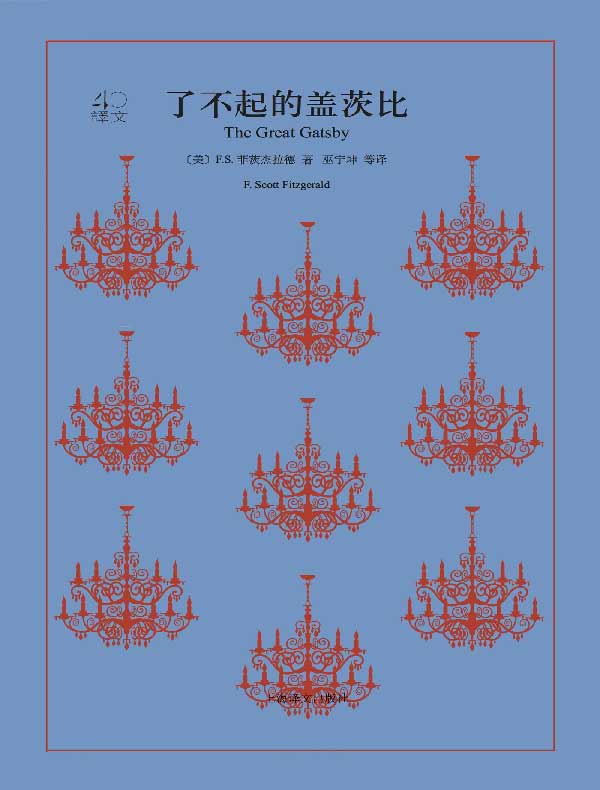 40
譯文
了不起的盖茨比
The Great Gatsby
〔美〕F.S. 菲茨杰拉德 著 巫宁坤 等译
F. Scott Fitzgerald
上海译文出版社